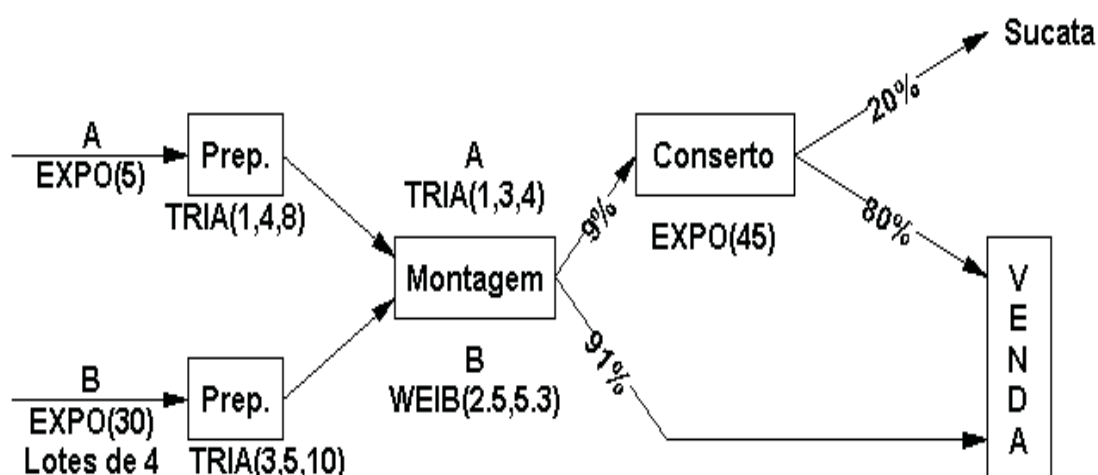 Sucata
20%
A
EXPO(5)
Prep.
TRIA(1,4,8)
A
TRIA(1,3,4)
Conserto
EXPO(45)
9%
80%
Montagem
B
WEIB(2.5,5.3)
91%
B
EXPO(30)
Lotes de 4
Prep.
TRIA(3,5,10)
V
E
N
D
A